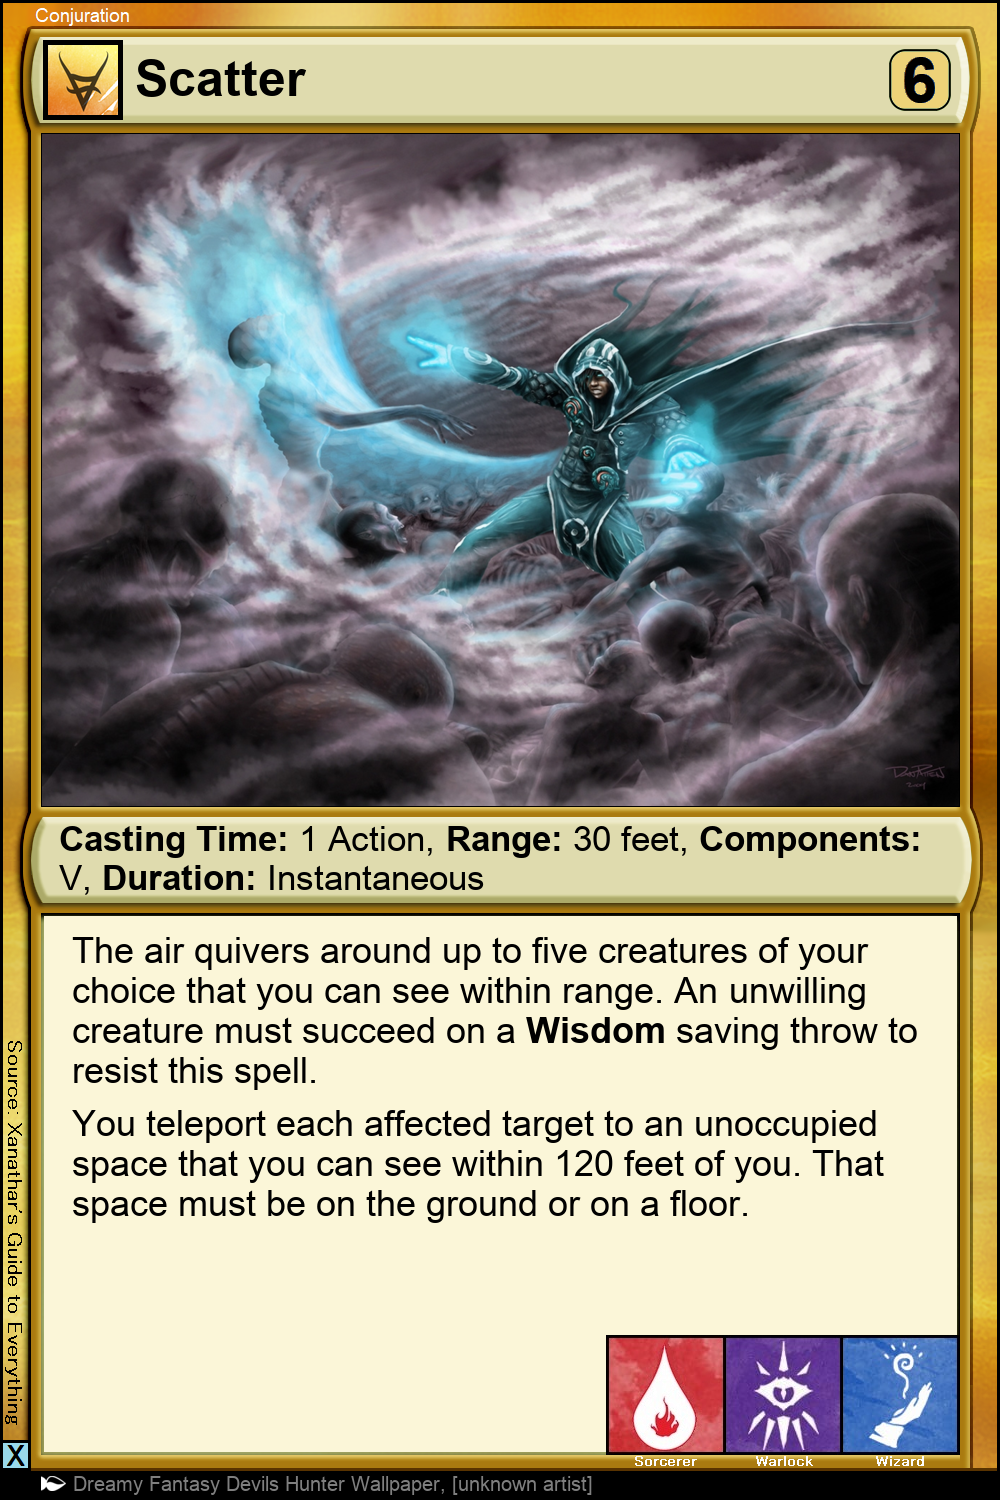 Conjuration
Scatter
6
Casting Time: 1 Action, Range: 30 feet, Components:
V, Duration: Instantaneous
The air quivers around up to five creatures of your
choice that you can see within range. An unwilling
creature must succeed on a Wisdom saving throw to
resist this spell.
You teleport each affected target to an unoccupied
space that you can see within 120 feet of you. That
space must be on the ground or on a floor.
Source: Xanathar's Guide to Everything
X
Sorcerer
Warlock
Wizard
Dreamy Fantasy Devils Hunter Wallpaper, [unknown artist]